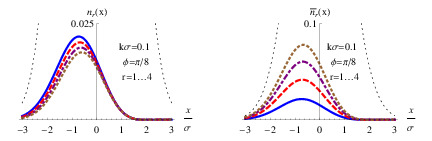 n_r(x)
0.025
kσ=0.1
ϕ=π/8
r=1…4
x
σ
−3 −2 −1 0 1 2 3
n̅_r(x)
0.1
kσ=0.1
ϕ=π/8
r=1…4
x
σ
−3 −2 −1 0 1 2 3